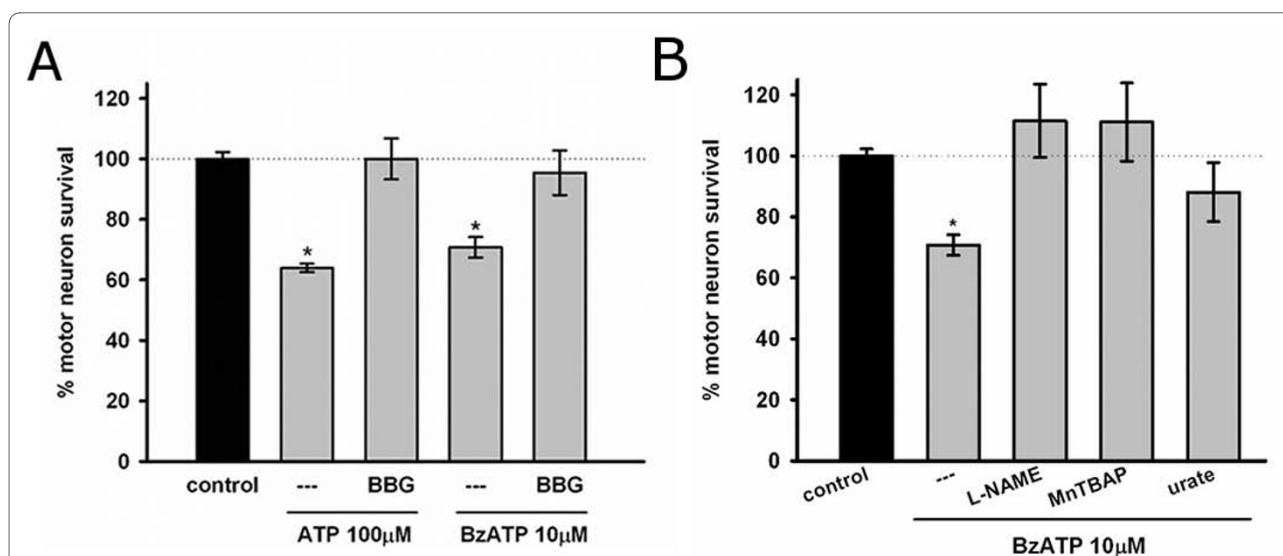 A
% motor neuron survival
120
100
80
60
40
20
0
*
*
control
---
BBG
---
BBG
ATP 100µM
BzATP 10µM
B
% motor neuron survival
120
100
80
60
40
20
0
*
control
---
L-NAME
MnTBAP
urate
BzATP 10µM